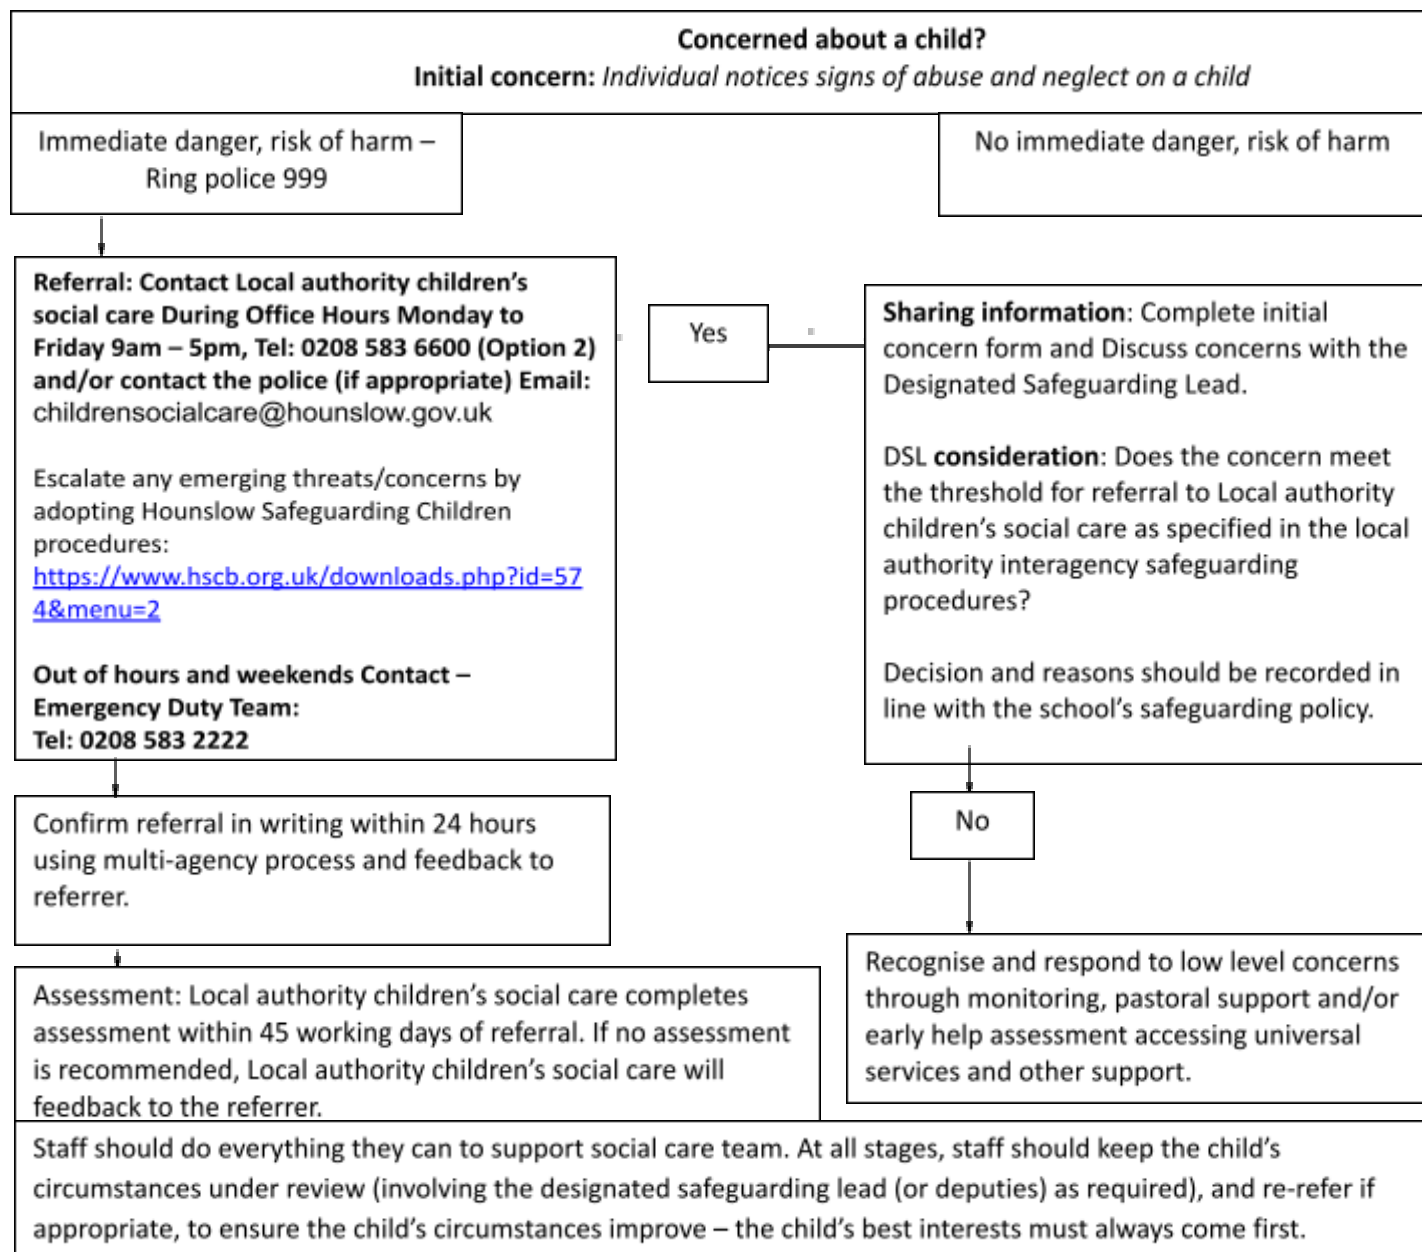 Concerned about a child?
Initial concern: Individual notices signs of abuse and neglect on a child
Immediate danger, risk of harm –
Ring police 999
No immediate danger, risk of harm
Referral: Contact Local authority children's
social care During Office Hours Monday to
Friday 9am – 5pm, Tel: 0208 583 6600 (Option 2)
and/or contact the police (if appropriate) Email:
childrensocialcare@hounslow.gov.uk
Escalate any emerging threats/concerns by
adopting Hounslow Safeguarding Children
procedures:
https://www.hscb.org.uk/downloads.php?id=57
4&menu=2
Out of hours and weekends Contact –
Emergency Duty Team:
Tel: 0208 583 2222
Yes
Sharing information: Complete initial
concern form and Discuss concerns with the
Designated Safeguarding Lead.
DSL consideration: Does the concern meet
the threshold for referral to Local authority
children's social care as specified in the local
authority interagency safeguarding
procedures?
Decision and reasons should be recorded in
line with the school's safeguarding policy.
Confirm referral in writing within 24 hours
using multi-agency process and feedback to
referrer.
No
Assessment: Local authority children's social care completes
assessment within 45 working days of referral. If no assessment
is recommended, Local authority children's social care will
feedback to the referrer.
Recognise and respond to low level concerns
through monitoring, pastoral support and/or
early help assessment accessing universal
services and other support.
Staff should do everything they can to support social care team. At all stages, staff should keep the child's
circumstances under review (involving the designated safeguarding lead (or deputies) as required), and re-refer if
appropriate, to ensure the child's circumstances improve – the child's best interests must always come first.